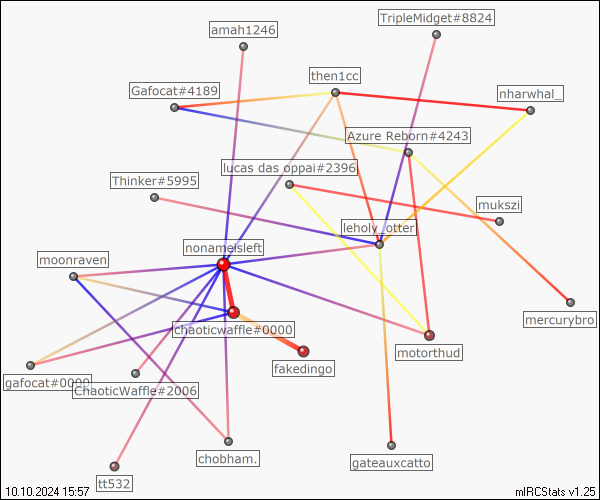 TripleMidget#8824
amah1246
then1cc
Gafocat#4189
nharwhal_
Azure Reborn#4243
lucas das oppai#2396
Thinker#5995
mukszi
leholy_otter
nonameisleft
moonraven
mercurybro
chaoticwaffle#0000
motorthud
fakedingo
gafocat#0000
ChaoticWaffle#2006
chobham.
gateauxcatto
tt532
10.10.2024 15:57
mIRCStats v1.25